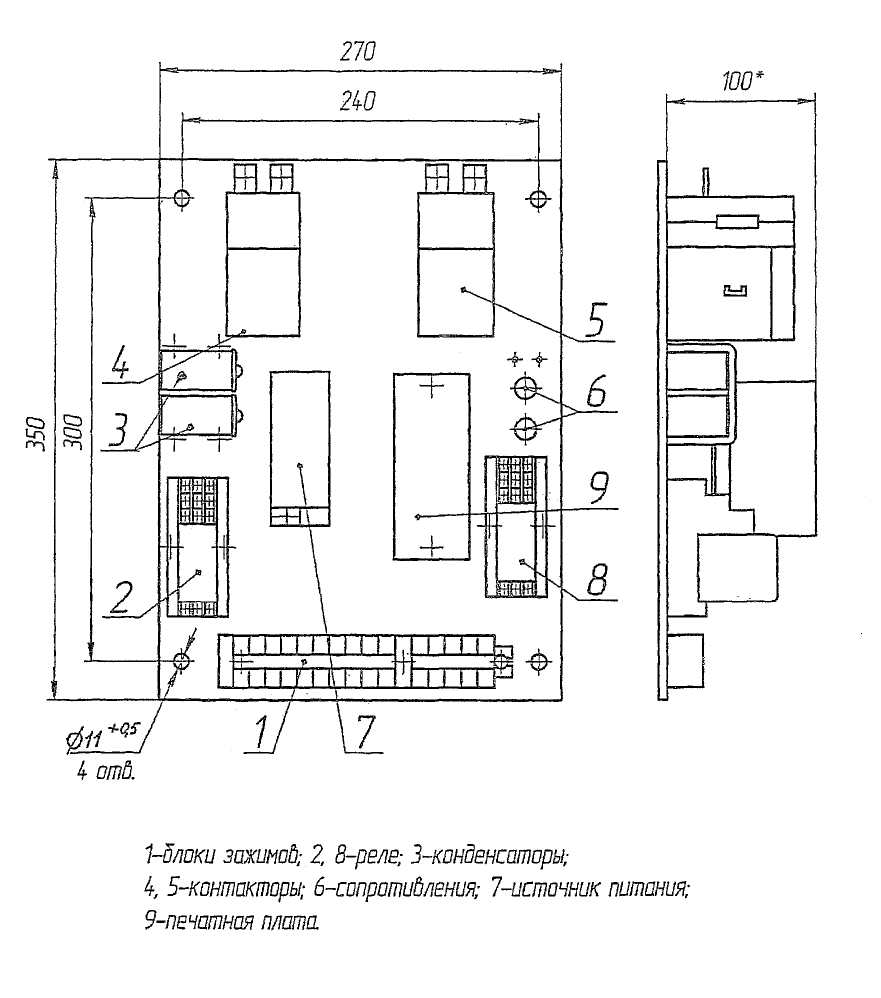 270
100*
240
5
4
6
350
300
3
9
2
8
1
7
Ø11 +0,5
4 отв.
1-блоки зажимов; 2, 8-реле; 3-конденсаторы;
4, 5-контакторы; 6-сопротивления; 7-источник питания;
9-печатная плата.